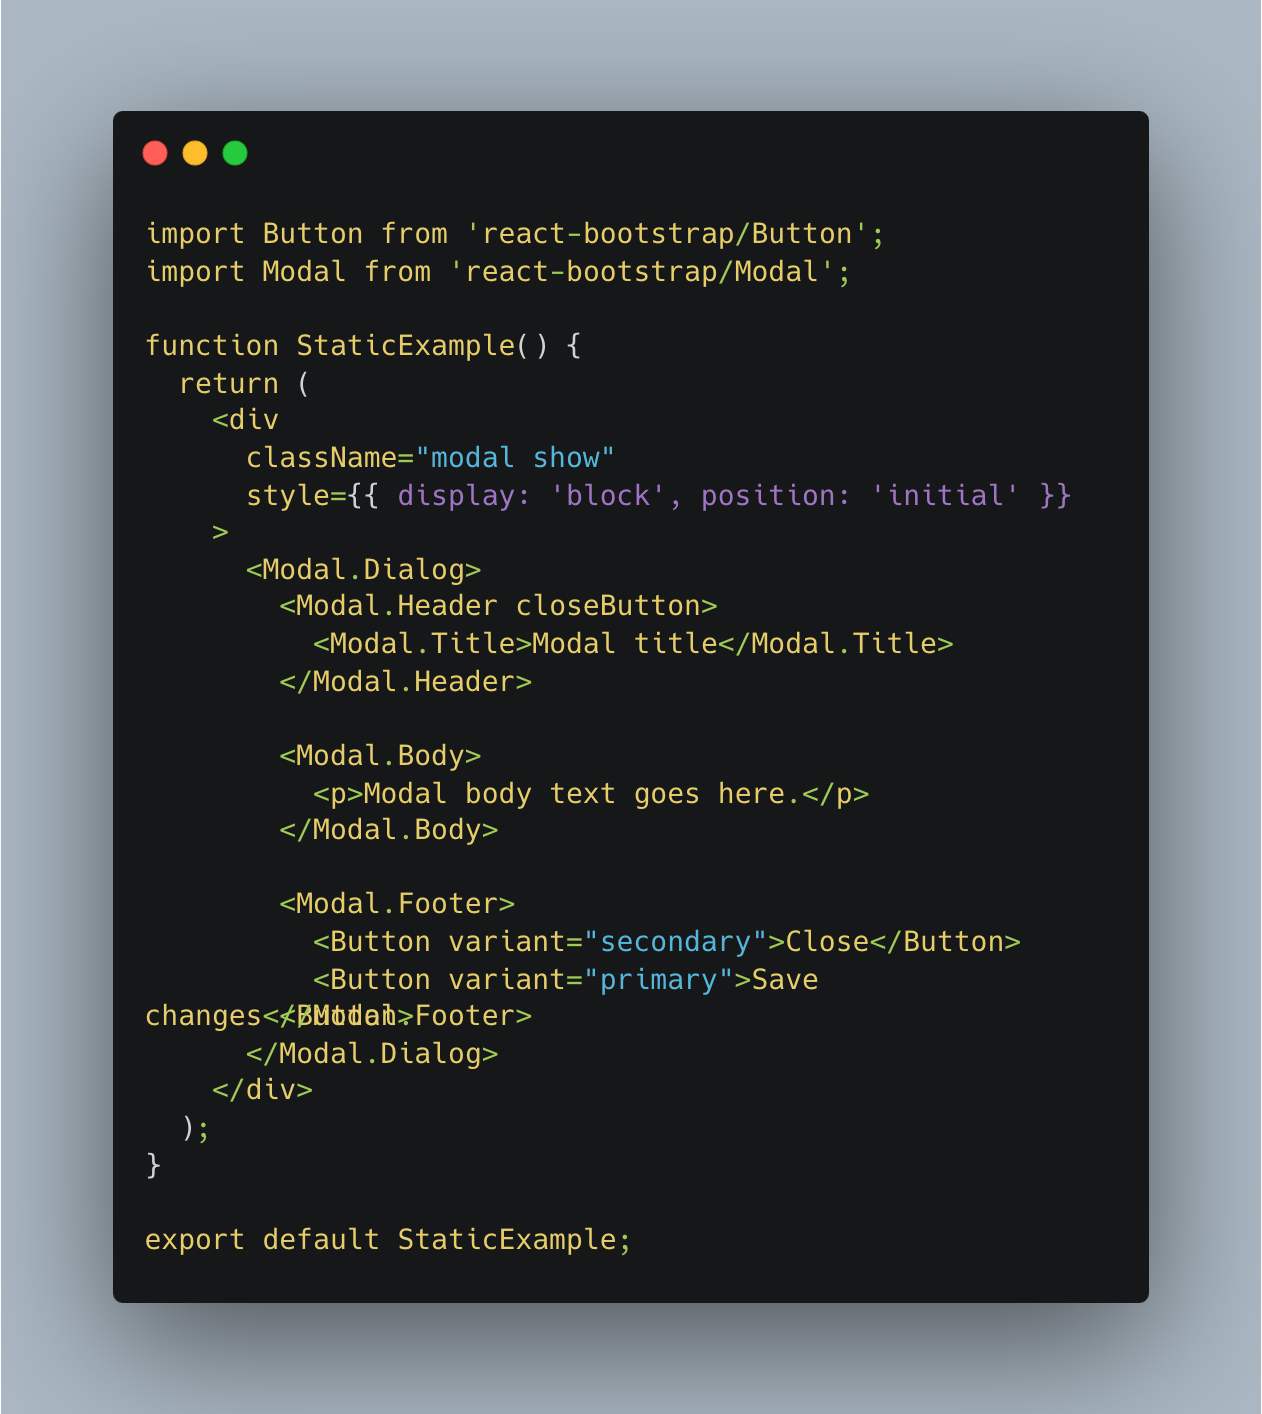 import Button from 'react-bootstrap/Button';
import Modal from 'react-bootstrap/Modal';

function StaticExample() {
  return (
    <div
      className="modal show"
      style={{ display: 'block', position: 'initial' }}
    >
      <Modal.Dialog>
        <Modal.Header closeButton>
          <Modal.Title>Modal title</Modal.Title>
        </Modal.Header>

        <Modal.Body>
          <p>Modal body text goes here.</p>
        </Modal.Body>

        <Modal.Footer>
          <Button variant="secondary">Close</Button>
          <Button variant="primary">Save
changes</Button>
        </Modal.Footer>
      </Modal.Dialog>
    </div>
  );
}

export default StaticExample;